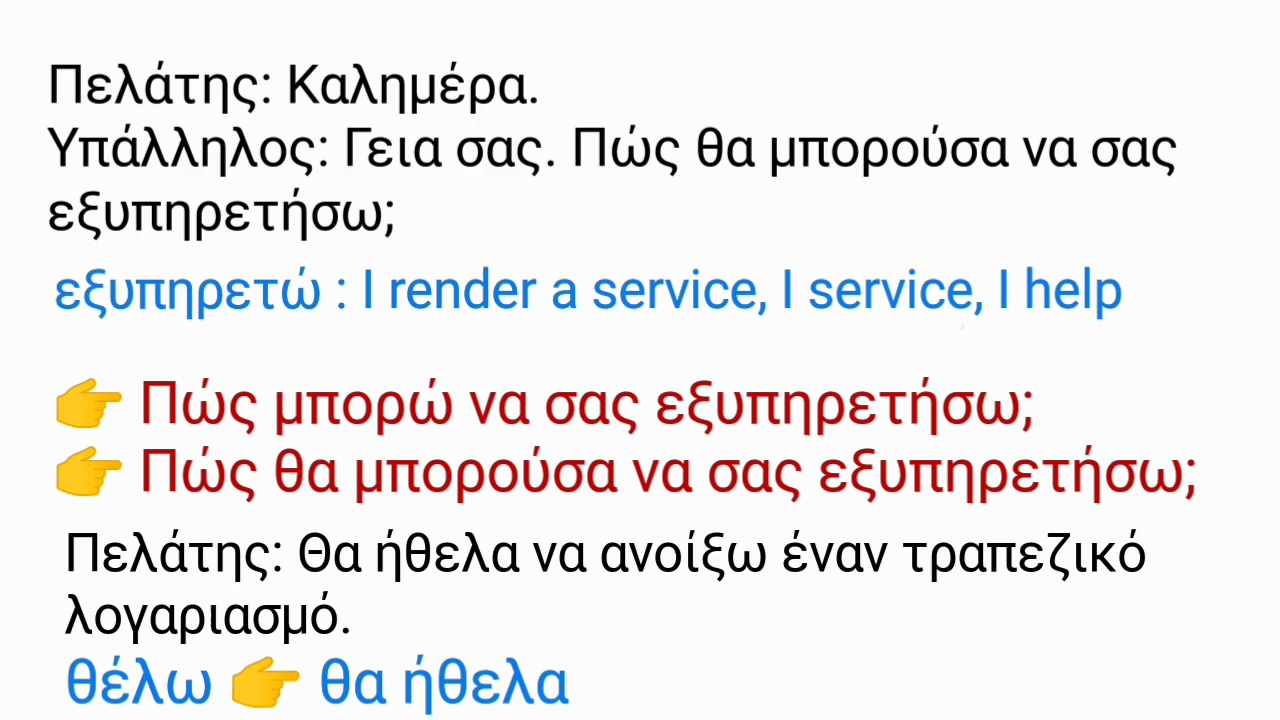 Πελάτης: Καλημέρα.
Υπάλληλος: Γεια σας. Πώς θα μπορούσα να σας
εξυπηρετήσω;
εξυπηρετώ : I render a service, I service, I help
👉 Πώς μπορώ να σας εξυπηρετήσω;
👉 Πώς θα μπορούσα να σας εξυπηρετήσω;
Πελάτης: Θα ήθελα να ανοίξω έναν τραπεζικό
λογαριασμό.
θέλω 👉 θα ήθελα